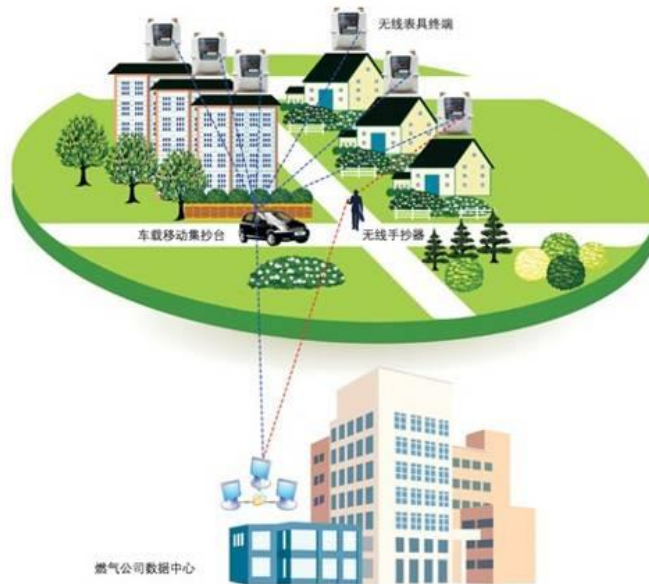 无线表具终端
车载移动集抄台
无线手抄器
燃气公司数据中心